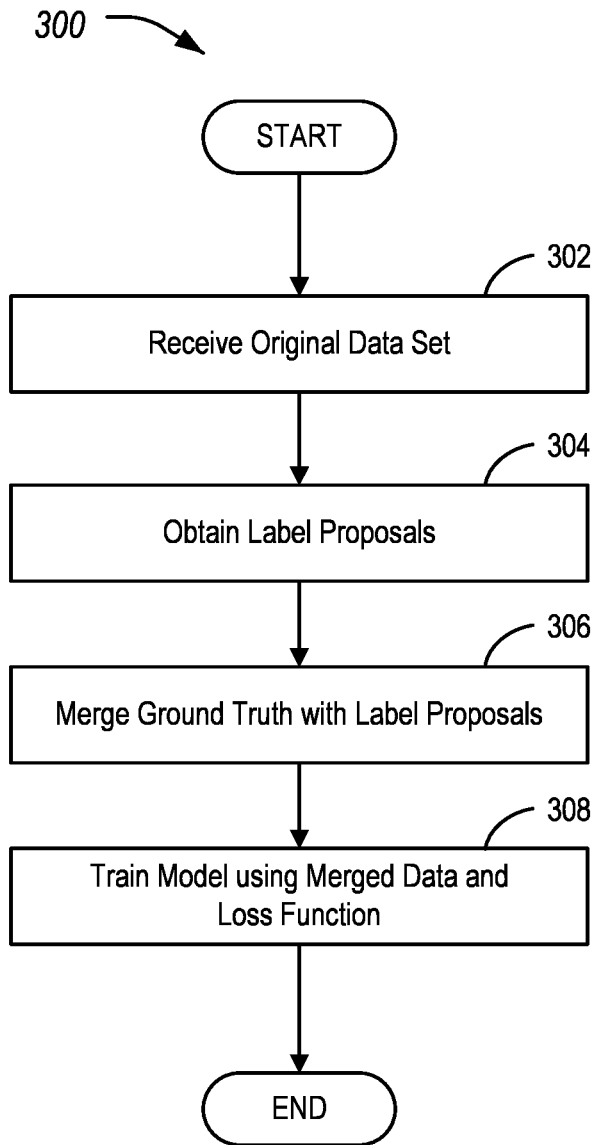 300
START
302
Receive Original Data Set
304
Obtain Label Proposals
306
Merge Ground Truth with Label Proposals
308
Train Model using Merged Data and
Loss Function
END